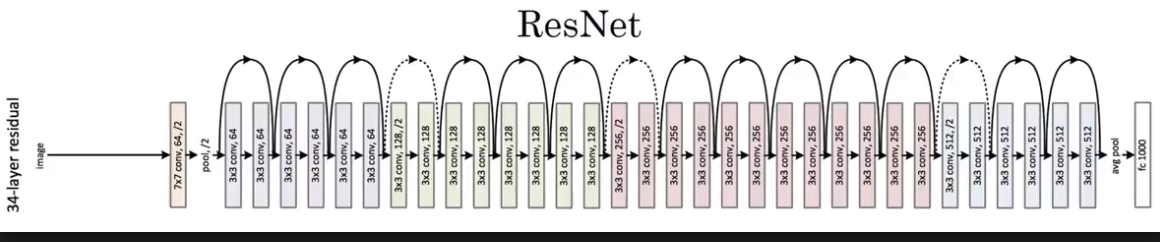 ResNet
34-layer residual
image
7x7 conv, 64, /2
pool, /2
3x3 conv, 64
3x3 conv, 64
3x3 conv, 64
3x3 conv, 64
3x3 conv, 64
3x3 conv, 64
3x3 conv, 128, /2
3x3 conv, 128
3x3 conv, 128
3x3 conv, 128
3x3 conv, 128
3x3 conv, 128
3x3 conv, 128
3x3 conv, 128
3x3 conv, 256, /2
3x3 conv, 256
3x3 conv, 256
3x3 conv, 256
3x3 conv, 256
3x3 conv, 256
3x3 conv, 256
3x3 conv, 256
3x3 conv, 256
3x3 conv, 256
3x3 conv, 256
3x3 conv, 256
3x3 conv, 512, /2
3x3 conv, 512
3x3 conv, 512
3x3 conv, 512
3x3 conv, 512
3x3 conv, 512
avg pool
fc 1000